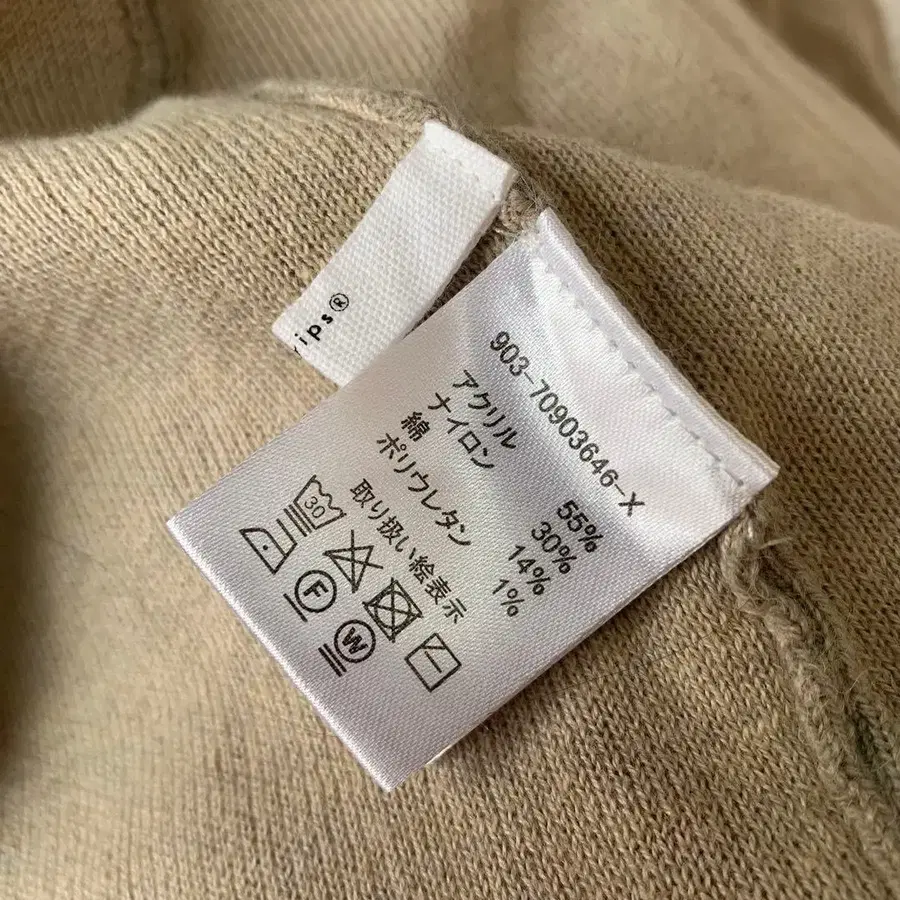 ips®
903-70903646-X
アクリル 55%
ナイロン 30%
綿 14%
ポリウレタン 1%
取り扱い絵表示
30
F
W